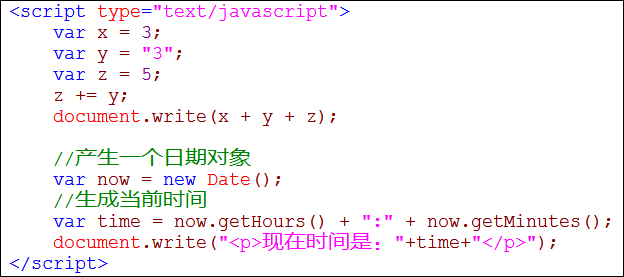 <script type="text/javascript">
    var x = 3;
    var y = "3";
    var z = 5;
    z += y;
    document.write(x + y + z);

    //产生一个日期对象
    var now = new Date();
    //生成当前时间
    var time = now.getHours() + ":" + now.getMinutes();
    document.write("<p>现在时间是："+time+"</p>");
</script>